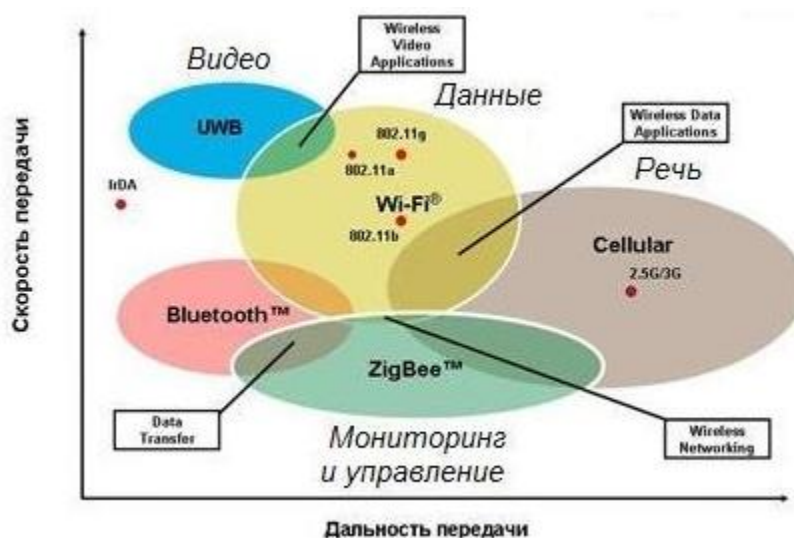 Wireless
Video
Applications
Видео
Данные
UWB
802.11g
802.11a
Wireless Data
Applications
Речь
IrDA
Wi-Fi®
802.11b
Cellular
2.5G/3G
Bluetooth™
ZigBee™
Data
Transfer
Wireless
Networking
Мониторинг
и управление
Скорость передачи
Дальность передачи